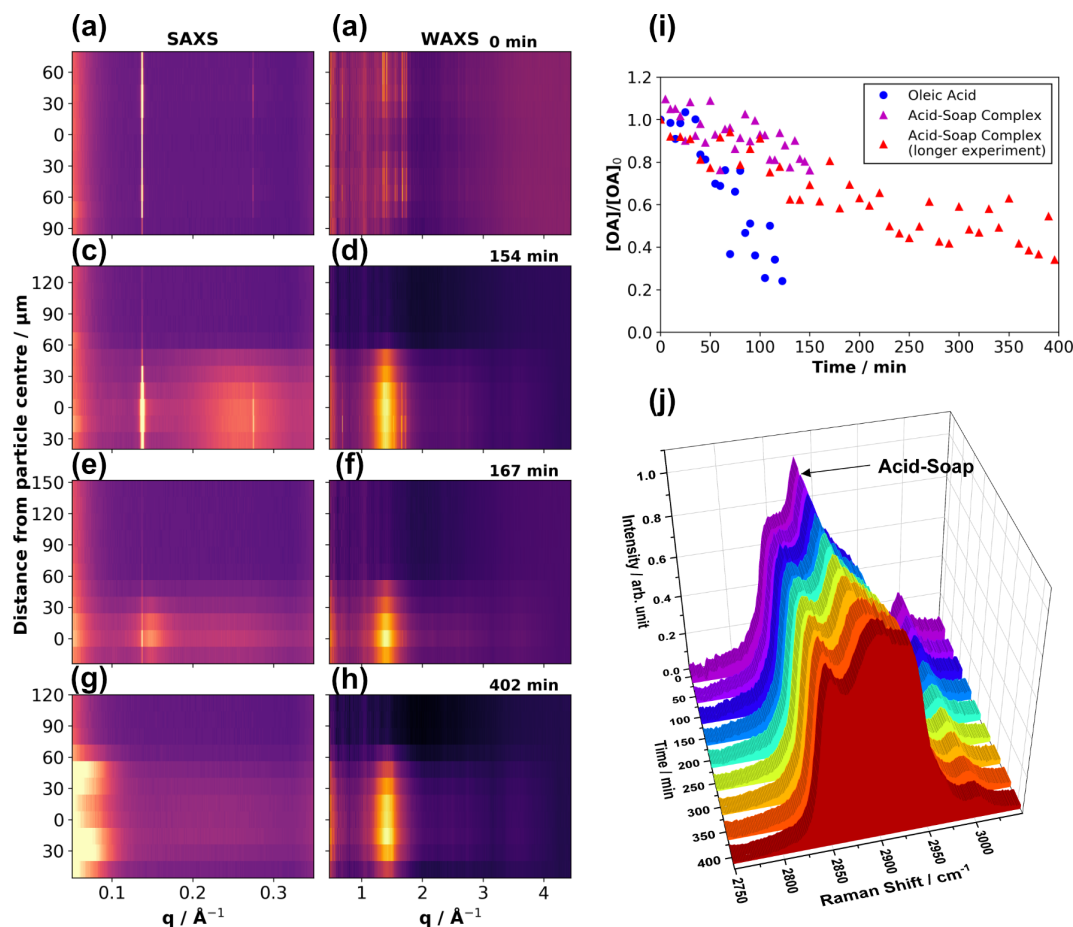 (a)
(a)
SAXS
WAXS
0 min
60
30
0
30
60
90
(c)
(d)
154 min
120
90
60
30
0
30
(e)
(f)
167 min
150
120
90
60
30
0
(g)
(h)
402 min
120
90
60
30
0
30
0.1
0.2
0.3
1
2
3
4
q / Å⁻¹
q / Å⁻¹
Distance from particle centre / μm
(i)
1.2
1.0
0.8
0.6
0.4
0.2
0.0
0
50
100
150
200
250
300
350
400
[OA]/[OA]₀
Time / min
Oleic Acid
Acid-Soap Complex
Acid-Soap Complex
(longer experiment)
(j)
Acid-Soap
1.0
0.8
0.6
0.4
0.2
0.0
Intensity / arb. unit
0
50
100
150
200
250
300
350
400
Time / min
2750
2800
2850
2900
2950
3000
Raman Shift / cm⁻¹